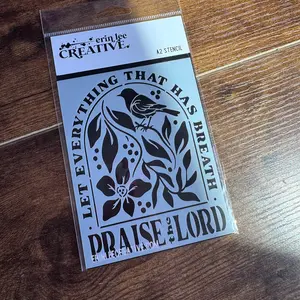 erin lee
CREATIVE.
A2 STENCIL
LET EVERYTHING THAT HAS BREATH
PRAISE THE LORD